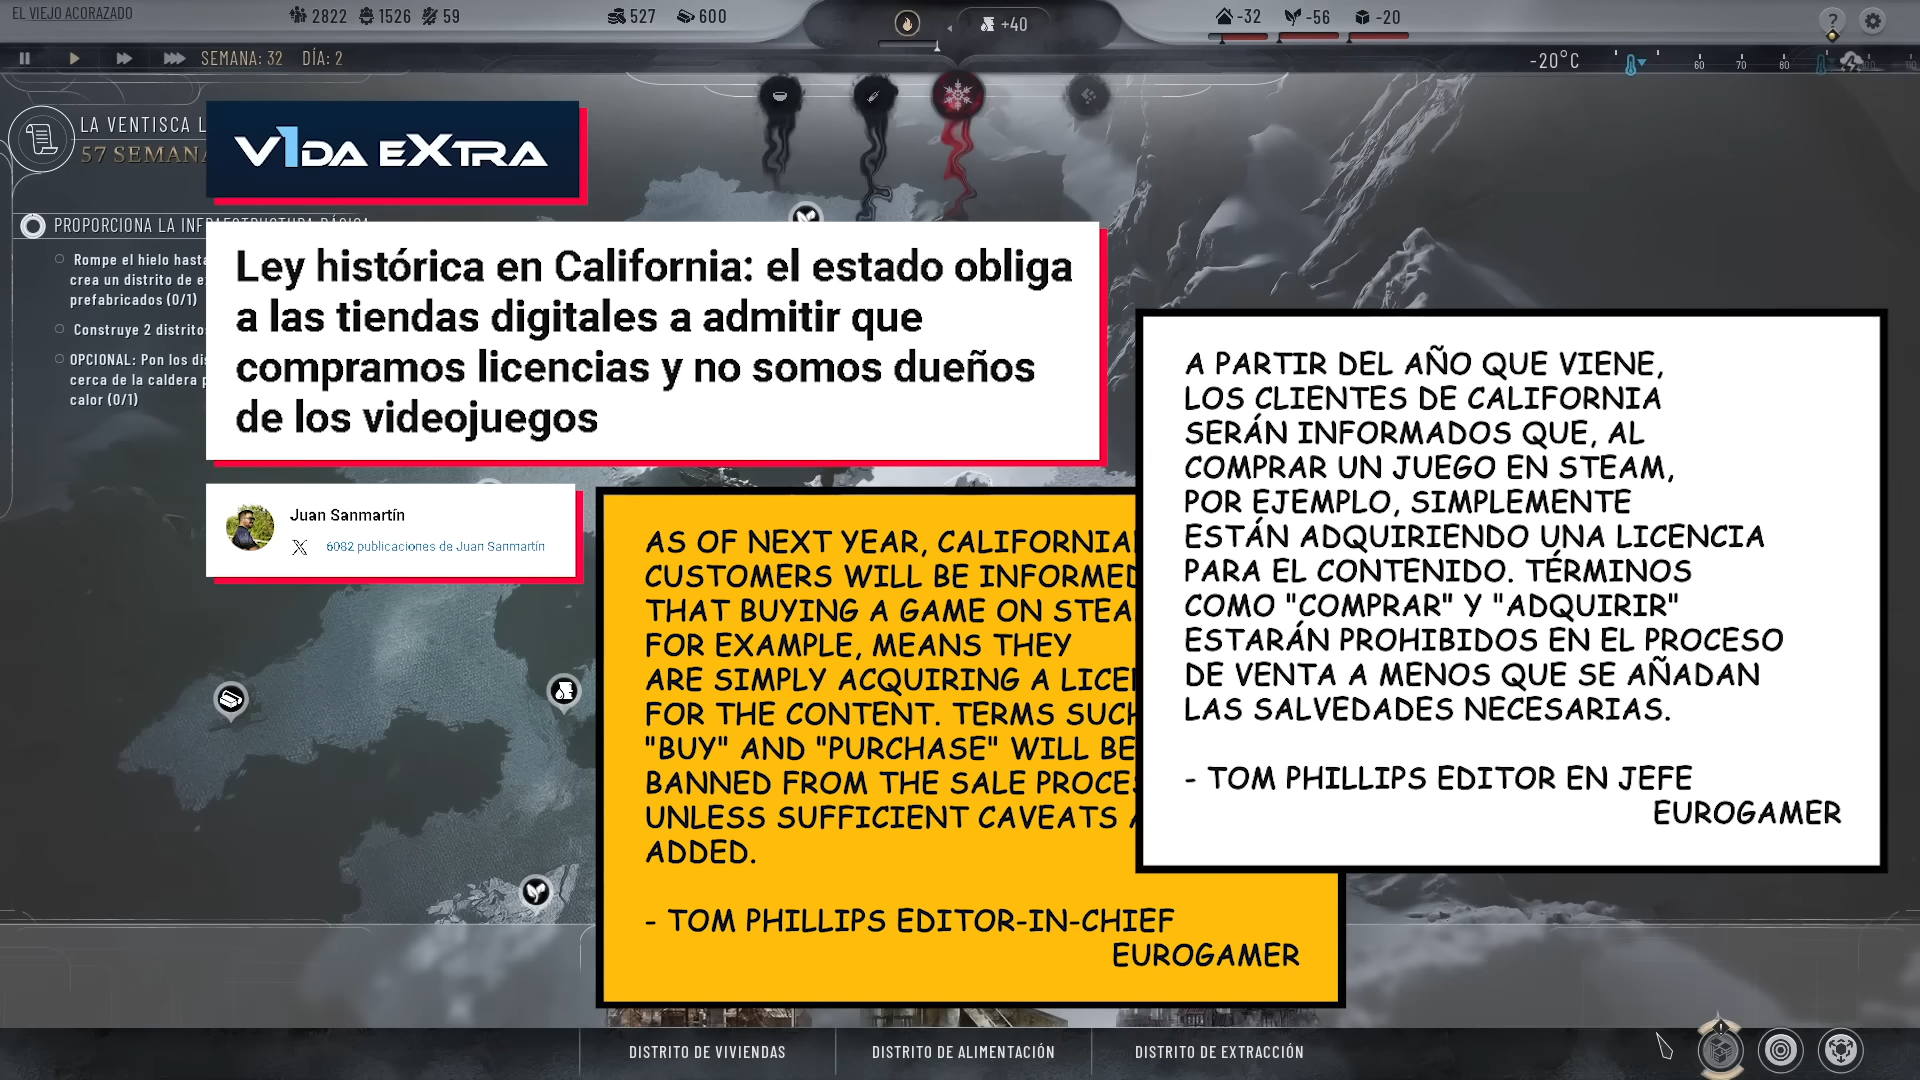 EL VIEJO ACORAZADO
2822 1526 59
527 600
+40
-32 -56 -20
?
SEMANA: 32 DÍA: 2
-20°C
60 70 80
LA VENTISCA
57
VIDA EXTRA
PROPORCIONA LA
Rompe el hielo hasta
crea un distrito de
prefabricados (0/1)
Construye 2 distritos
OPCIONAL: Pon los
cerca de la caldera
calor (0/1)
Ley histórica en California: el estado obliga
a las tiendas digitales a admitir que
compramos licencias y no somos dueños
de los videojuegos
Juan Sanmartín
6082 publicaciones de Juan Sanmartín
AS OF NEXT YEAR,
CUSTOMERS WILL BE INFORMED
THAT BUYING A GAME ON
FOR EXAMPLE, MEANS THEY
ARE SIMPLY ACQUIRING A
FOR THE CONTENT. TERMS SUCH
"BUY" AND "PURCHASE" WILL BE
BANNED FROM THE SALE
UNLESS SUFFICIENT CAVEATS
ADDED.
- TOM PHILLIPS EDITOR-IN-CHIEF
EUROGAMER
A PARTIR DEL AÑO QUE VIENE,
LOS CLIENTES DE CALIFORNIA
SERÁN INFORMADOS QUE, AL
COMPRAR UN JUEGO EN STEAM,
POR EJEMPLO, SIMPLEMENTE
ESTÁN ADQUIRIENDO UNA LICENCIA
PARA EL CONTENIDO. TÉRMINOS
COMO "COMPRAR" Y "ADQUIRIR"
ESTARÁN PROHIBIDOS EN EL PROCESO
DE VENTA A MENOS QUE SE AÑADAN
LAS SALVEDADES NECESARIAS.
- TOM PHILLIPS EDITOR EN JEFE
EUROGAMER
DISTRITO DE VIVIENDAS
DISTRITO DE ALIMENTACIÓN
DISTRITO DE EXTRACCIÓN